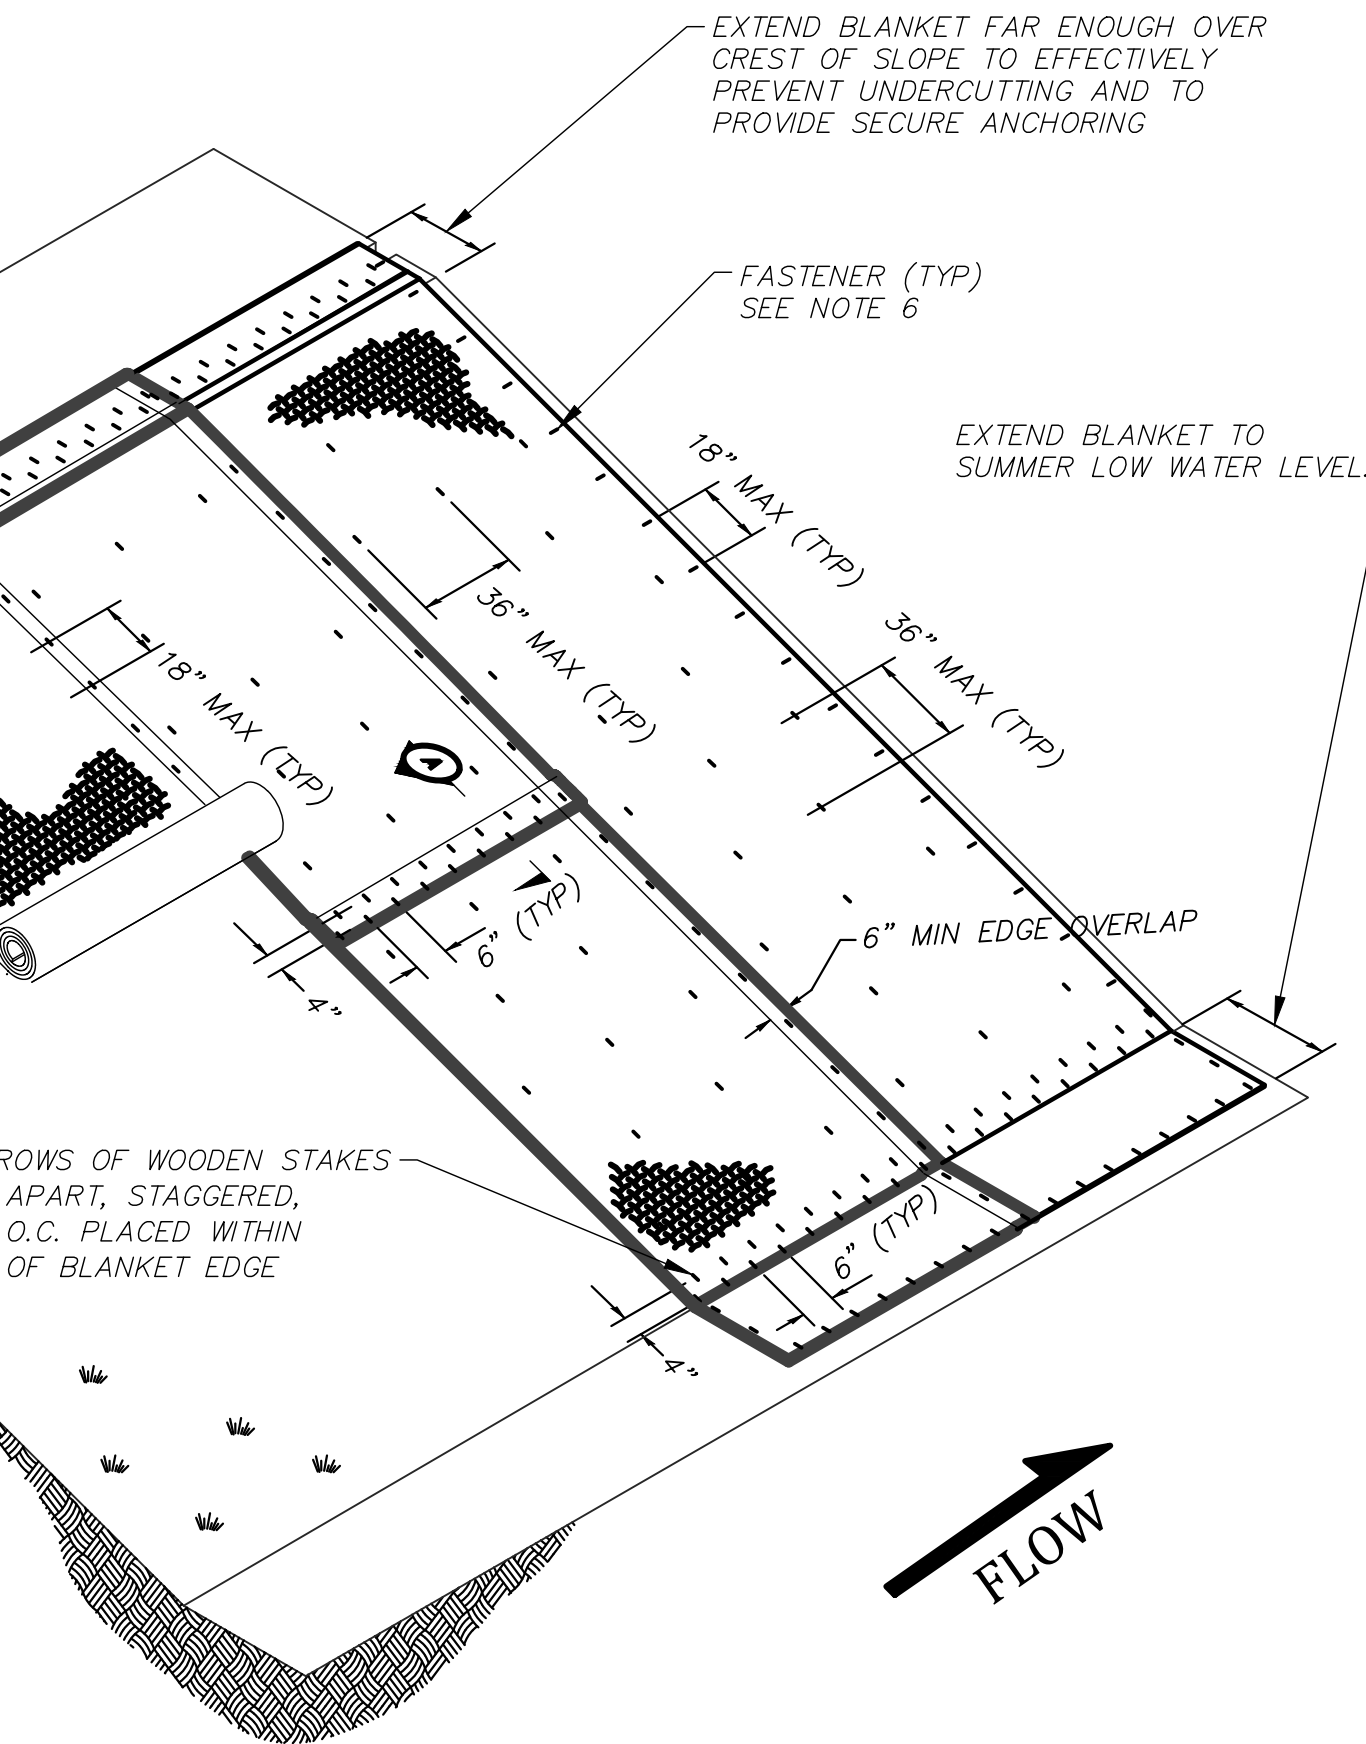 EXTEND BLANKET FAR ENOUGH OVER
CREST OF SLOPE TO EFFECTIVELY
PREVENT UNDERCUTTING AND TO
PROVIDE SECURE ANCHORING
FASTENER (TYP)
SEE NOTE 6
EXTEND BLANKET TO
SUMMER LOW WATER LEVEL.
18" MAX (TYP)
36" MAX (TYP)
36" MAX (TYP)
18" MAX (TYP)
A
6" (TYP)
6" MIN EDGE OVERLAP
4"
ROWS OF WOODEN STAKES
APART, STAGGERED,
O.C. PLACED WITHIN
OF BLANKET EDGE
6" (TYP)
4"
FLOW